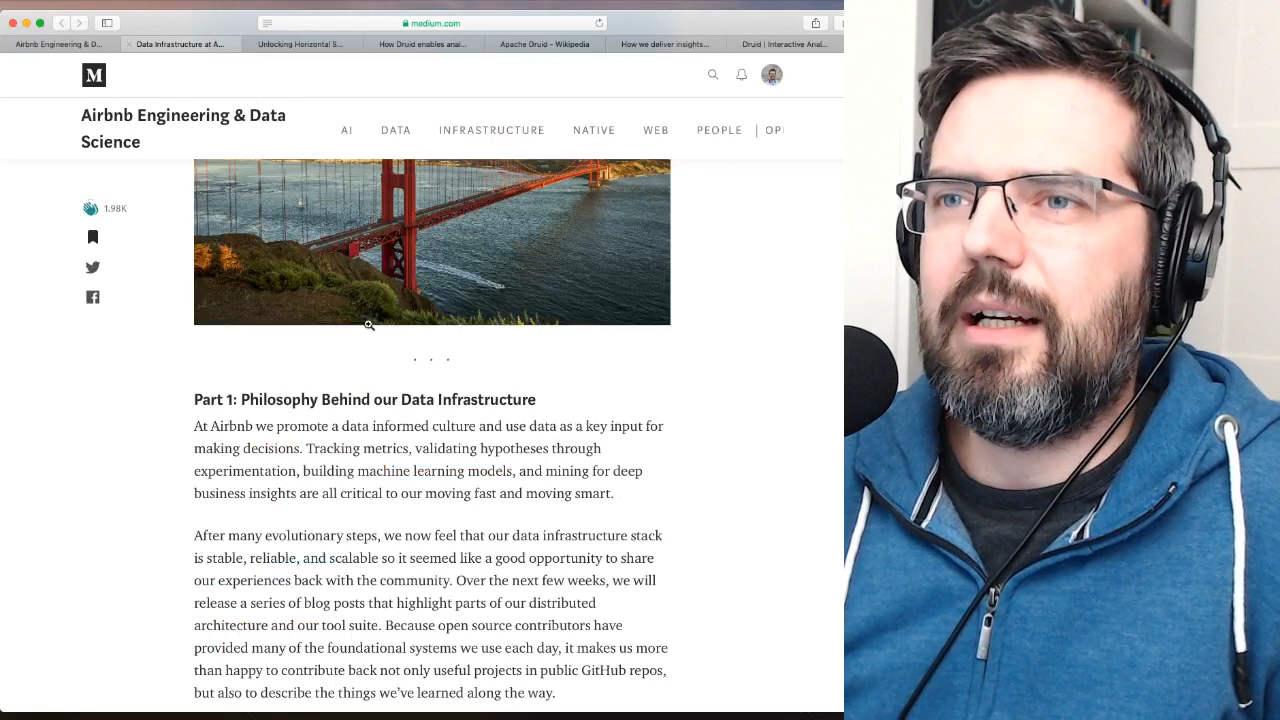 medium.com
Airbnb Engineering & D...
Data Infrastructure at A...
Unlocking Horizontal S...
How Druid enables anal...
Apache Druid - Wikipedia
How we deliver insights...
Druid | Interactive Anal...
M
Airbnb Engineering & Data
Science
AI DATA INFRASTRUCTURE NATIVE WEB PEOPLE | OP
1.98K
. . .
Part 1: Philosophy Behind our Data Infrastructure
At Airbnb we promote a data informed culture and use data as a key input for
making decisions. Tracking metrics, validating hypotheses through
experimentation, building machine learning models, and mining for deep
business insights are all critical to our moving fast and moving smart.
After many evolutionary steps, we now feel that our data infrastructure stack
is stable, reliable, and scalable so it seemed like a good opportunity to share
our experiences back with the community. Over the next few weeks, we will
release a series of blog posts that highlight parts of our distributed
architecture and our tool suite. Because open source contributors have
provided many of the foundational systems we use each day, it makes us
more than happy to contribute back not only useful projects in public GitHub repos,
but also to describe the things we’ve learned along the way.